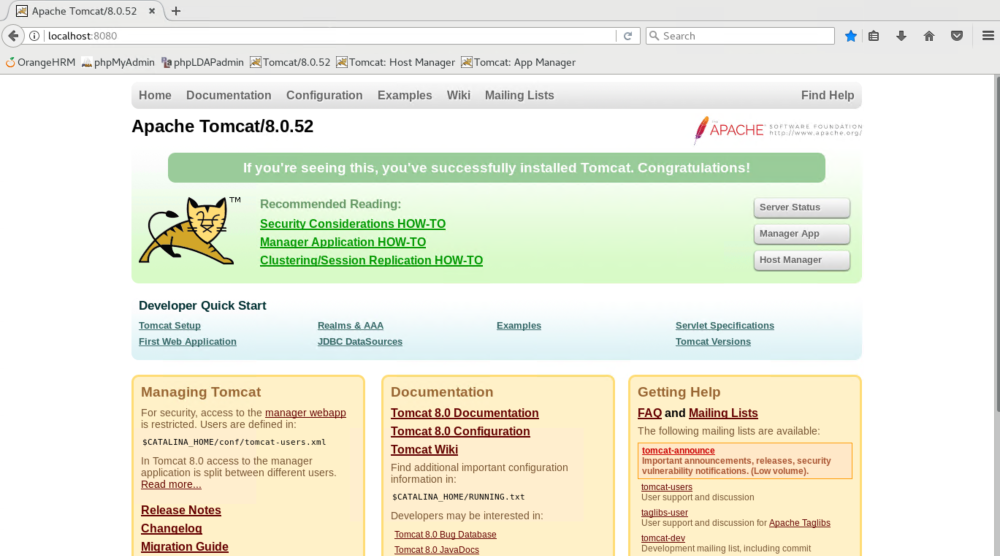 Apache Tomcat/8.0.52
localhost:8080
Search
OrangeHRM phpMyAdmin phpLDAPadmin Tomcat/8.0.52 Tomcat: Host Manager Tomcat: App Manager
Home Documentation Configuration Examples Wiki Mailing Lists Find Help
Apache Tomcat/8.0.52
THE APACHE SOFTWARE FOUNDATION
http://www.apache.org/
If you're seeing this, you've successfully installed Tomcat. Congratulations!
TM
Recommended Reading:
Security Considerations HOW-TO
Manager Application HOW-TO
Clustering/Session Replication HOW-TO
Server Status
Manager App
Host Manager
Developer Quick Start
Tomcat Setup Realms & AAA Examples Servlet Specifications
First Web Application JDBC DataSources Tomcat Versions
Managing Tomcat
For security, access to the manager webapp
is restricted. Users are defined in:
$CATALINA_HOME/conf/tomcat-users.xml
In Tomcat 8.0 access to the manager
application is split between different users.
Read more...
Release Notes
Changelog
Migration Guide
Documentation
Tomcat 8.0 Documentation
Tomcat 8.0 Configuration
Tomcat Wiki
Find additional important configuration
information in:
$CATALINA_HOME/RUNNING.txt
Developers may be interested in:
Tomcat 8.0 Bug Database
Tomcat 8.0 JavaDocs
Getting Help
FAQ and Mailing Lists
The following mailing lists are available:
tomcat-announce
Important announcements, releases, security
vulnerability notifications. (Low volume).
tomcat-users
User support and discussion
taglibs-user
User support and discussion for Apache Taglibs
tomcat-dev
Development mailing list, including commit